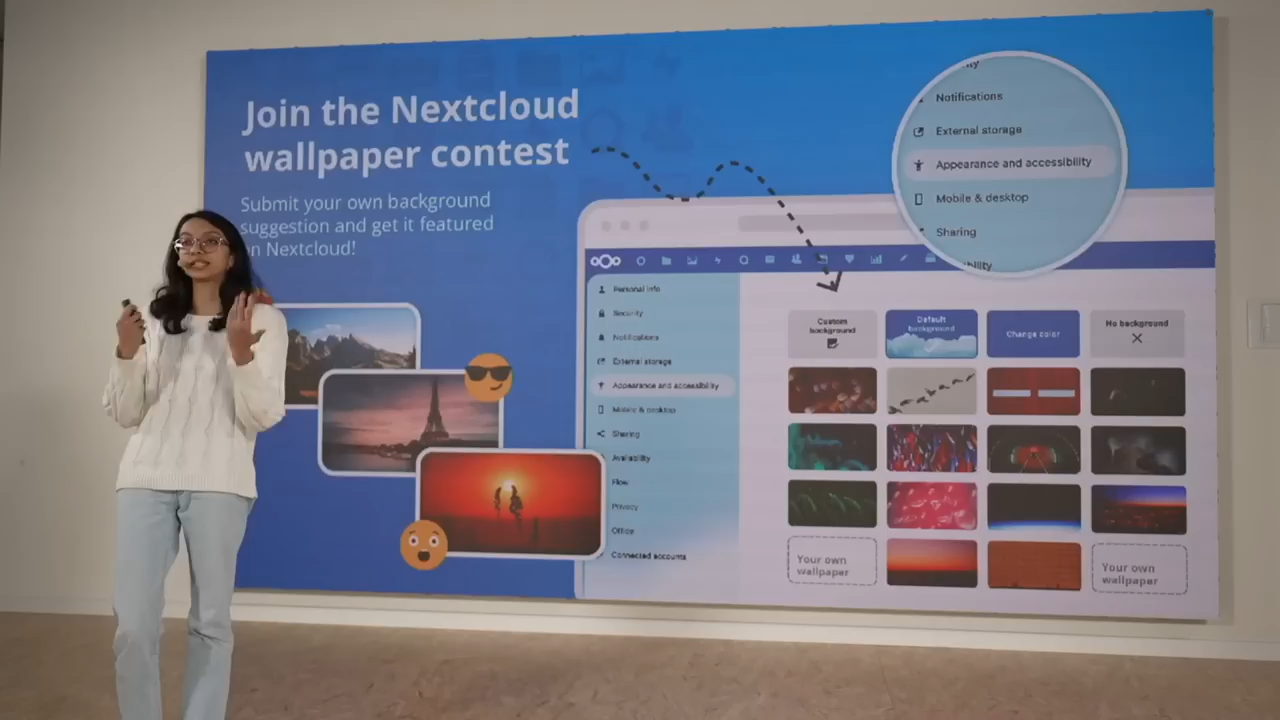 Join the Nextcloud
wallpaper contest
Submit your own background
suggestion and get it featured
on Nextcloud!
Notifications
External storage
Appearance and accessibility
Mobile & desktop
Sharing
Personal info
Security
Notifications
External storage
Appearance and accessibility
Mobile & desktop
Sharing
Availability
Flow
Privacy
Office
Connected accounts
Custom
background
Default
background
Change color
No background
Your own
wallpaper
Your own
wallpaper